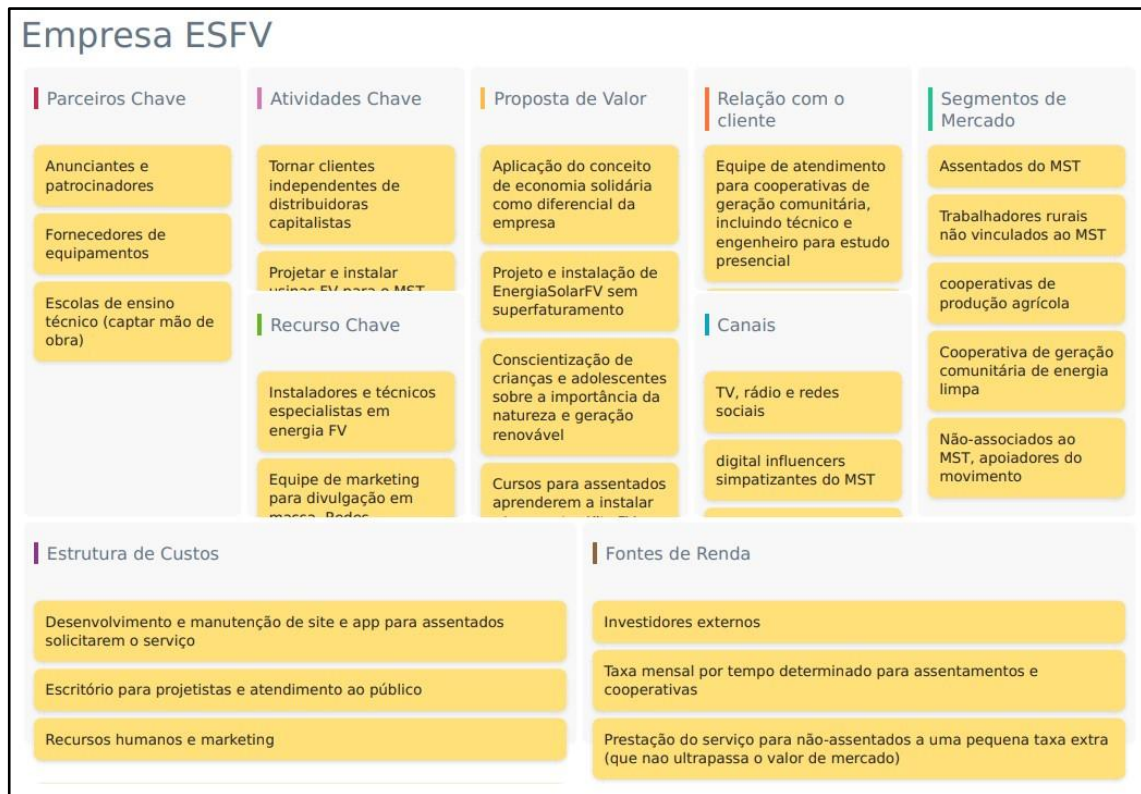 Empresa ESFV
Parceiros Chave
Anunciantes e
patrocinadores
Fornecedores de
equipamentos
Escolas de ensino
técnico (captar mão de
obra)
Atividades Chave
Tornar clientes
independentes de
distribuidoras
capitalistas
Projetar e instalar
usinas FV para o MST
Recurso Chave
Instaladores e técnicos
especialistas em
energia FV
Equipe de marketing
para divulgação em
massa. Redes
Proposta de Valor
Aplicação do conceito
de economia solidária
como diferencial da
empresa
Projeto e instalação de
EnergiaSolarFV sem
superfaturamento
Conscientização de
crianças e adolescentes
sobre a importância da
natureza e geração
renovável
Cursos para assentados
aprenderem a instalar
Relação com o
cliente
Equipe de atendimento
para cooperativas de
geração comunitária,
incluindo técnico e
engenheiro para estudo
presencial
Canais
TV, rádio e redes
sociais
digital influencers
simpatizantes do MST
Segmentos de
Mercado
Assentados do MST
Trabalhadores rurais
não vinculados ao MST
cooperativas de
produção agrícola
Cooperativa de geração
comunitária de energia
limpa
Não-associados ao
MST, apoiadores do
movimento
Estrutura de Custos
Desenvolvimento e manutenção de site e app para assentados
solicitarem o serviço
Escritório para projetistas e atendimento ao público
Recursos humanos e marketing
Fontes de Renda
Investidores externos
Taxa mensal por tempo determinado para assentamentos e
cooperativas
Prestação do serviço para não-assentados a uma pequena taxa extra
(que nao ultrapassa o valor de mercado)